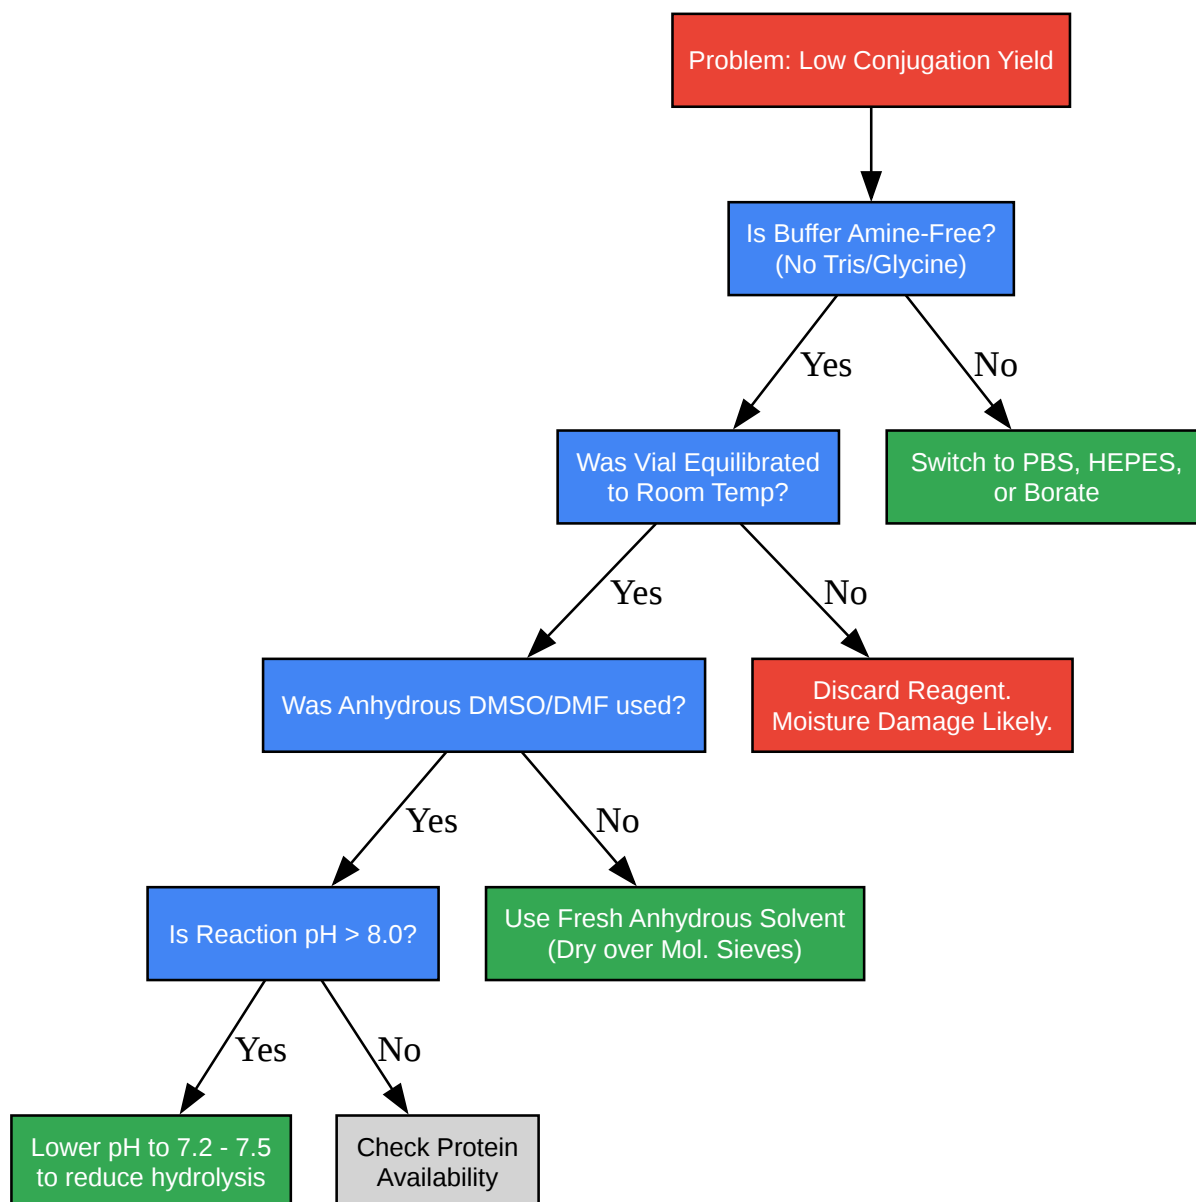 Problem: Low Conjugation Yield
Is Buffer Amine-Free?
(No Tris/Glycine)
Yes
No
Was Vial Equilibrated
to Room Temp?
Switch to PBS, HEPES,
or Borate
Yes
No
Was Anhydrous DMSO/DMF used?
Discard Reagent.
Moisture Damage Likely.
Yes
No
Is Reaction pH > 8.0?
Use Fresh Anhydrous Solvent
(Dry over Mol. Sieves)
Yes
No
Lower pH to 7.2 - 7.5
to reduce hydrolysis
Check Protein
Availability